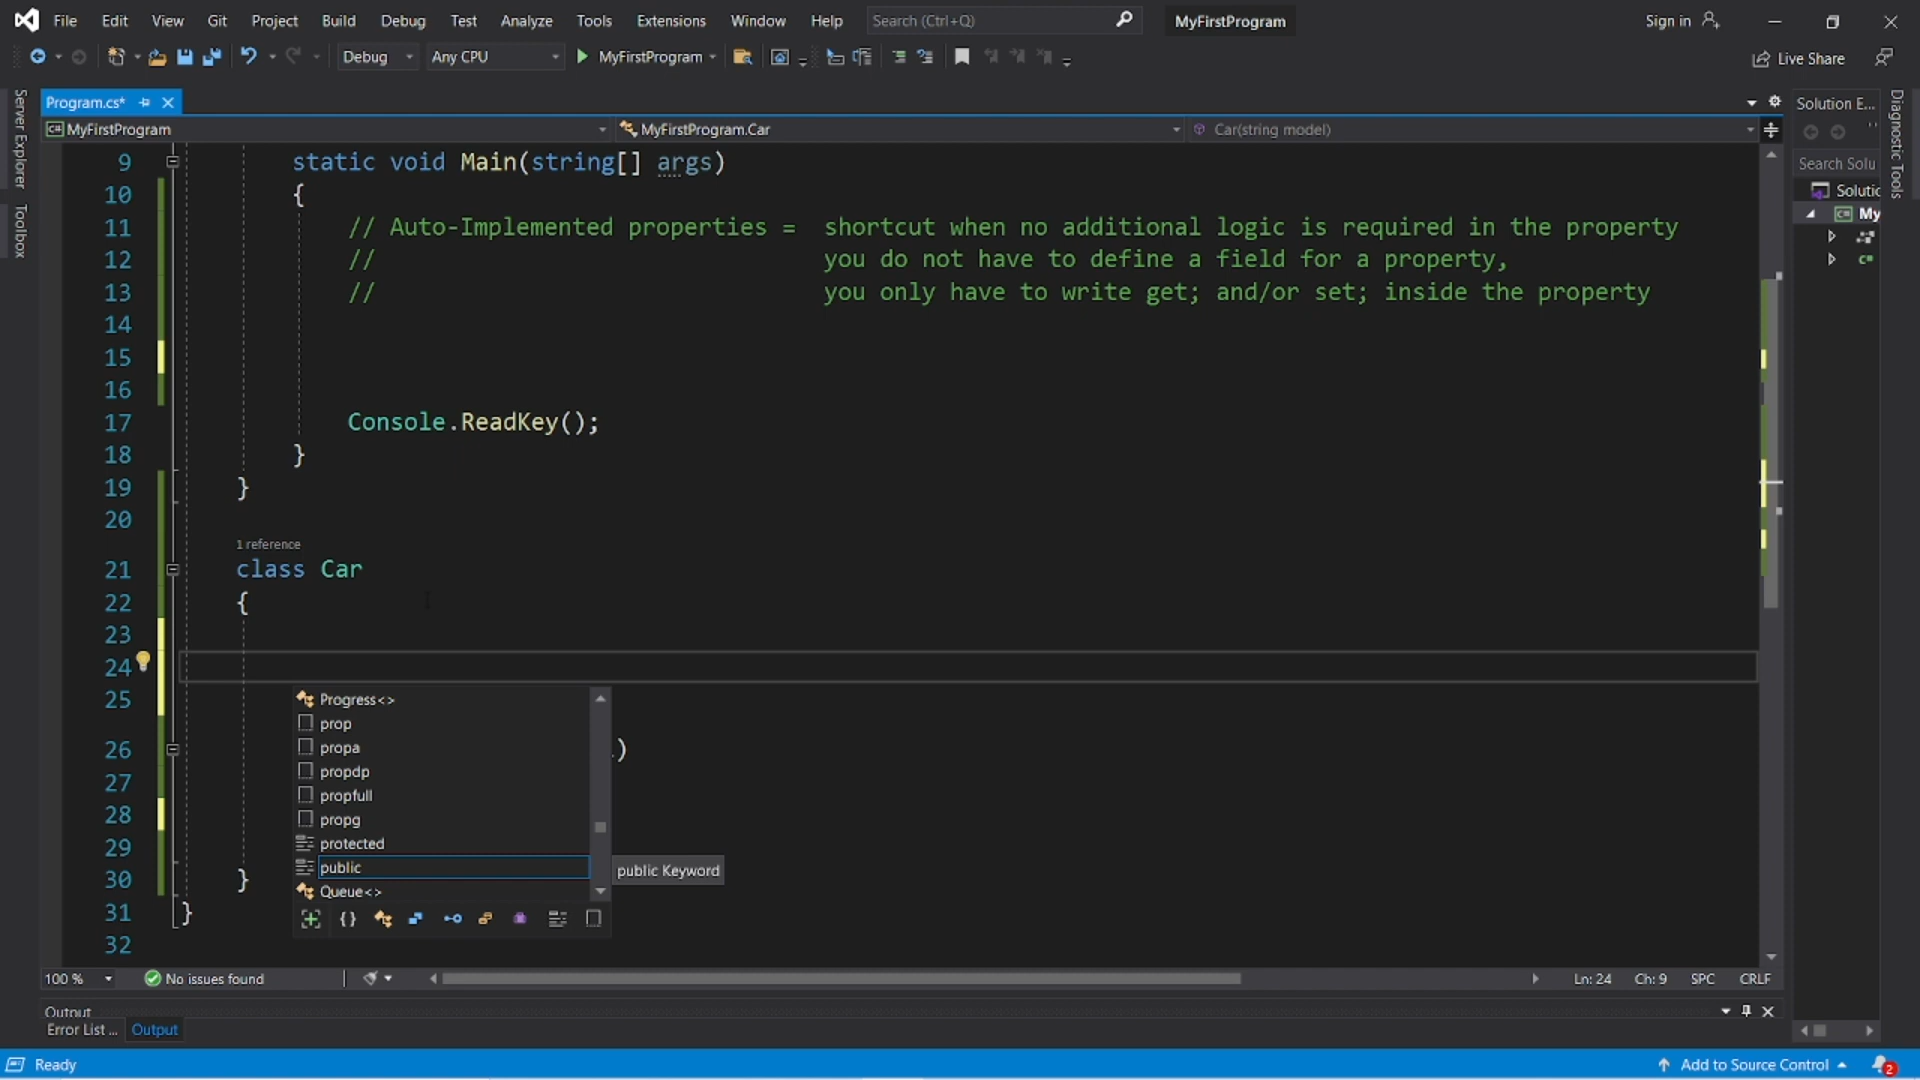 File Edit View Git Project Build Debug Test Analyze Tools Extensions Window Help Search (Ctrl+Q) MyFirstProgram Sign in
Debug Any CPU MyFirstProgram Live Share
Server Explorer
Toolbox
Program.cs*
MyFirstProgram MyFirstProgram.Car Car(string model)
9 static void Main(string[] args)
10 {
11 // Auto-Implemented properties = shortcut when no additional logic is required in the property
12 // you do not have to define a field for a property,
13 // you only have to write get; and/or set; inside the property
14
15
16
17 Console.ReadKey();
18 }
19 }
20
1 reference
21 class Car
22 {
23
24
25
26 )
27
28
29
30 }
31 }
32
Progress<>
prop
propa
propdp
propfull
propg
protected
public
Queue<>
public Keyword
Solution E...
Search Solu
Solutic
My
Diagnostic Tools
100 % No issues found Ln: 24 Ch: 9 SPC CRLF
Output
Error List ... Output
Ready Add to Source Control 2